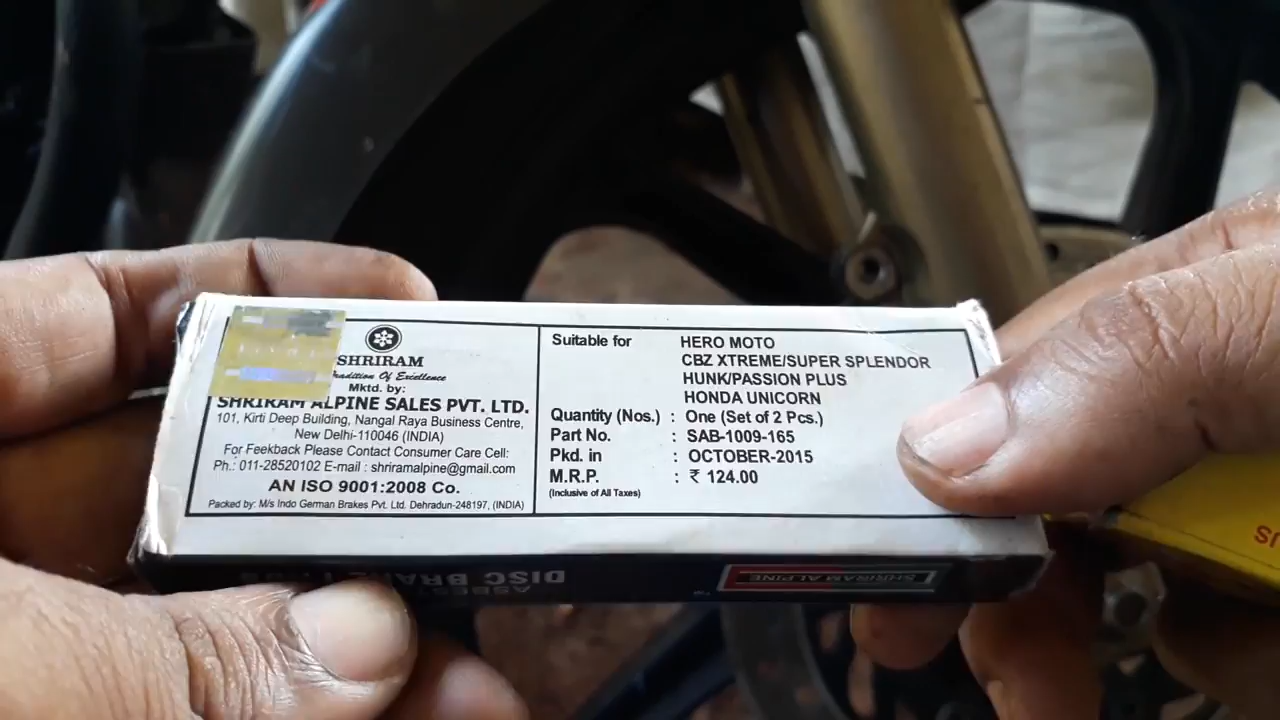 SHRIRAM
Tradition Of Excellence
Mktd. by:
SHRIRAM ALPINE SALES PVT. LTD.
101, Kirti Deep Building, Nangal Raya Business Centre,
New Delhi-110046 (INDIA)
For Feekback Please Contact Consumer Care Cell:
Ph.: 011-28520102 E-mail : shriramalpine@gmail.com
AN ISO 9001:2008 Co.
Packed by: M/s Indo German Brakes Pvt. Ltd. Dehradun-248197, (INDIA)
Suitable for HERO MOTO
CBZ XTREME/SUPER SPLENDOR
HUNK/PASSION PLUS
HONDA UNICORN
Quantity (Nos.) : One (Set of 2 Pcs.)
Part No. : SAB-1009-165
Pkd. in : OCTOBER-2015
M.R.P. : ₹ 124.00
(Inclusive of All Taxes)
DISC
SHRIRAM ALPINE